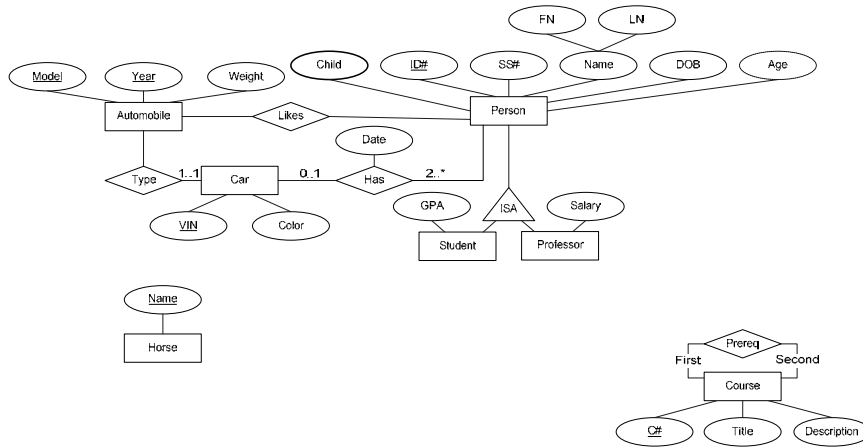 FN
LN
Child
ID#
SS#
Name
DOB
Age
Model
Year
Weight
Automobile
Likes
Person
Date
Type
1..1
Car
0..1
Has
2..*
VIN
Color
GPA
ISA
Salary
Student
Professor
Name
Horse
Prereq
First
Second
Course
C#
Title
Description